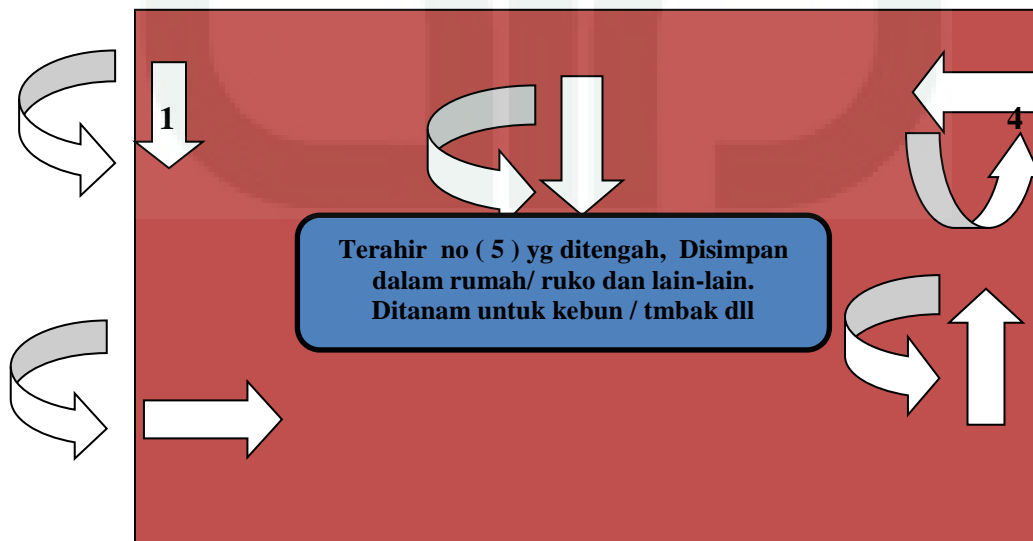 1
4
Terahir no ( 5 ) yg ditengah, Disimpan
dalam rumah/ ruko dan lain-lain.
Ditanam untuk kebun / tmbak dll